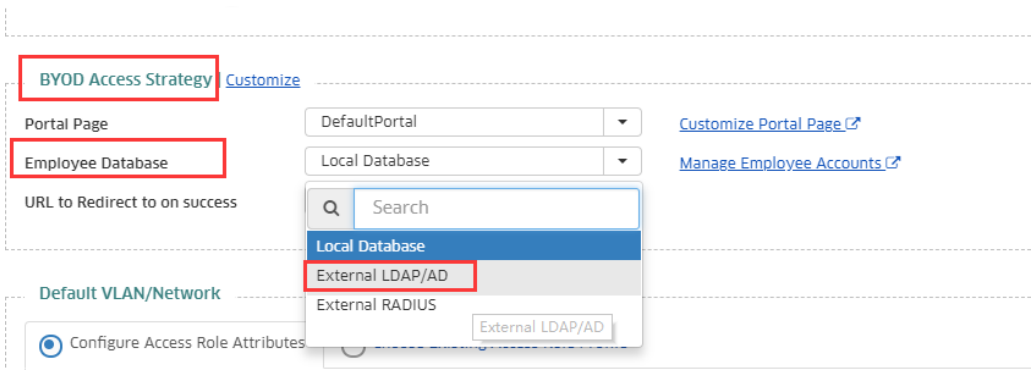 BYOD Access Strategy | Customize
Portal Page DefaultPortal Customize Portal Page
Employee Database Local Database Manage Employee Accounts
URL to Redirect to on success Search
Local Database
External LDAP/AD
External RADIUS
External LDAP/AD
Default VLAN/Network
Configure Access Role Attributes